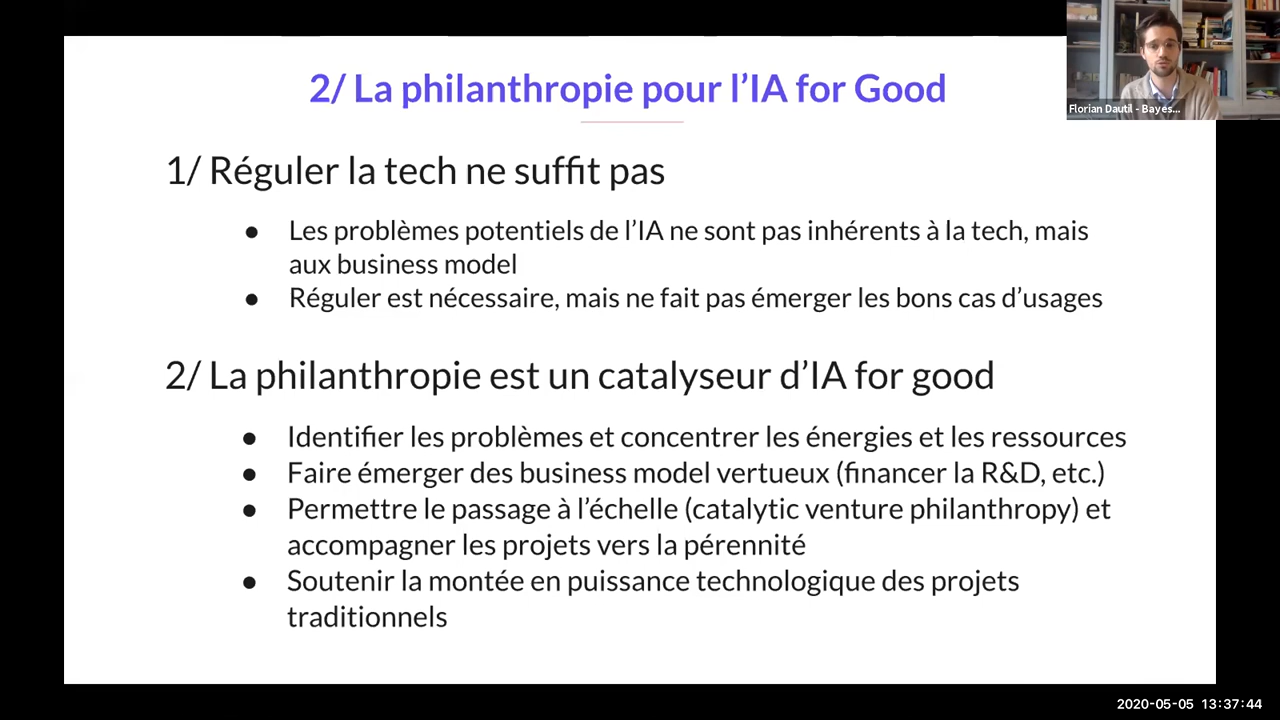 2/ La philanthropie pour l’IA for Good
Florian Dautil - Bayes...
1/ Réguler la tech ne suffit pas
● Les problèmes potentiels de l’IA ne sont pas inhérents à la tech, mais
aux business model
● Réguler est nécessaire, mais ne fait pas émerger les bons cas d’usages
2/ La philanthropie est un catalyseur d’IA for good
● Identifier les problèmes et concentrer les énergies et les ressources
● Faire émerger des business model vertueux (financer la R&D, etc.)
● Permettre le passage à l’échelle (catalytic venture philanthropy) et
accompagner les projets vers la pérennité
● Soutenir la montée en puissance technologique des projets
traditionnels
2020-05-05 13:37:44